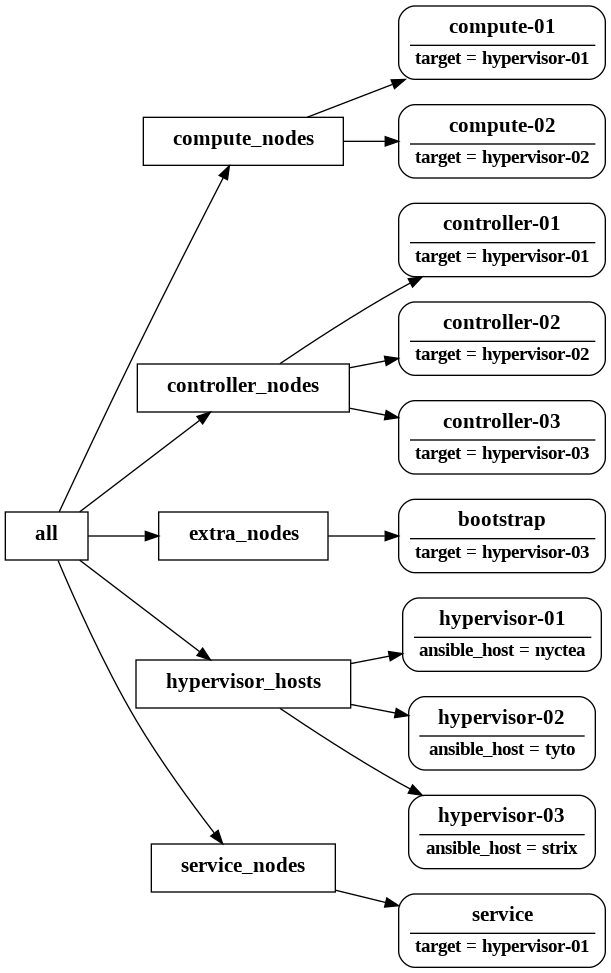 compute-01
target = hypervisor-01
compute_nodes
compute-02
target = hypervisor-02
controller-01
target = hypervisor-01
controller-02
target = hypervisor-02
controller_nodes
controller-03
target = hypervisor-03
all
extra_nodes
bootstrap
target = hypervisor-03
hypervisor-01
ansible_host = nyctea
hypervisor_hosts
hypervisor-02
ansible_host = tyto
hypervisor-03
ansible_host = strix
service_nodes
service
target = hypervisor-01